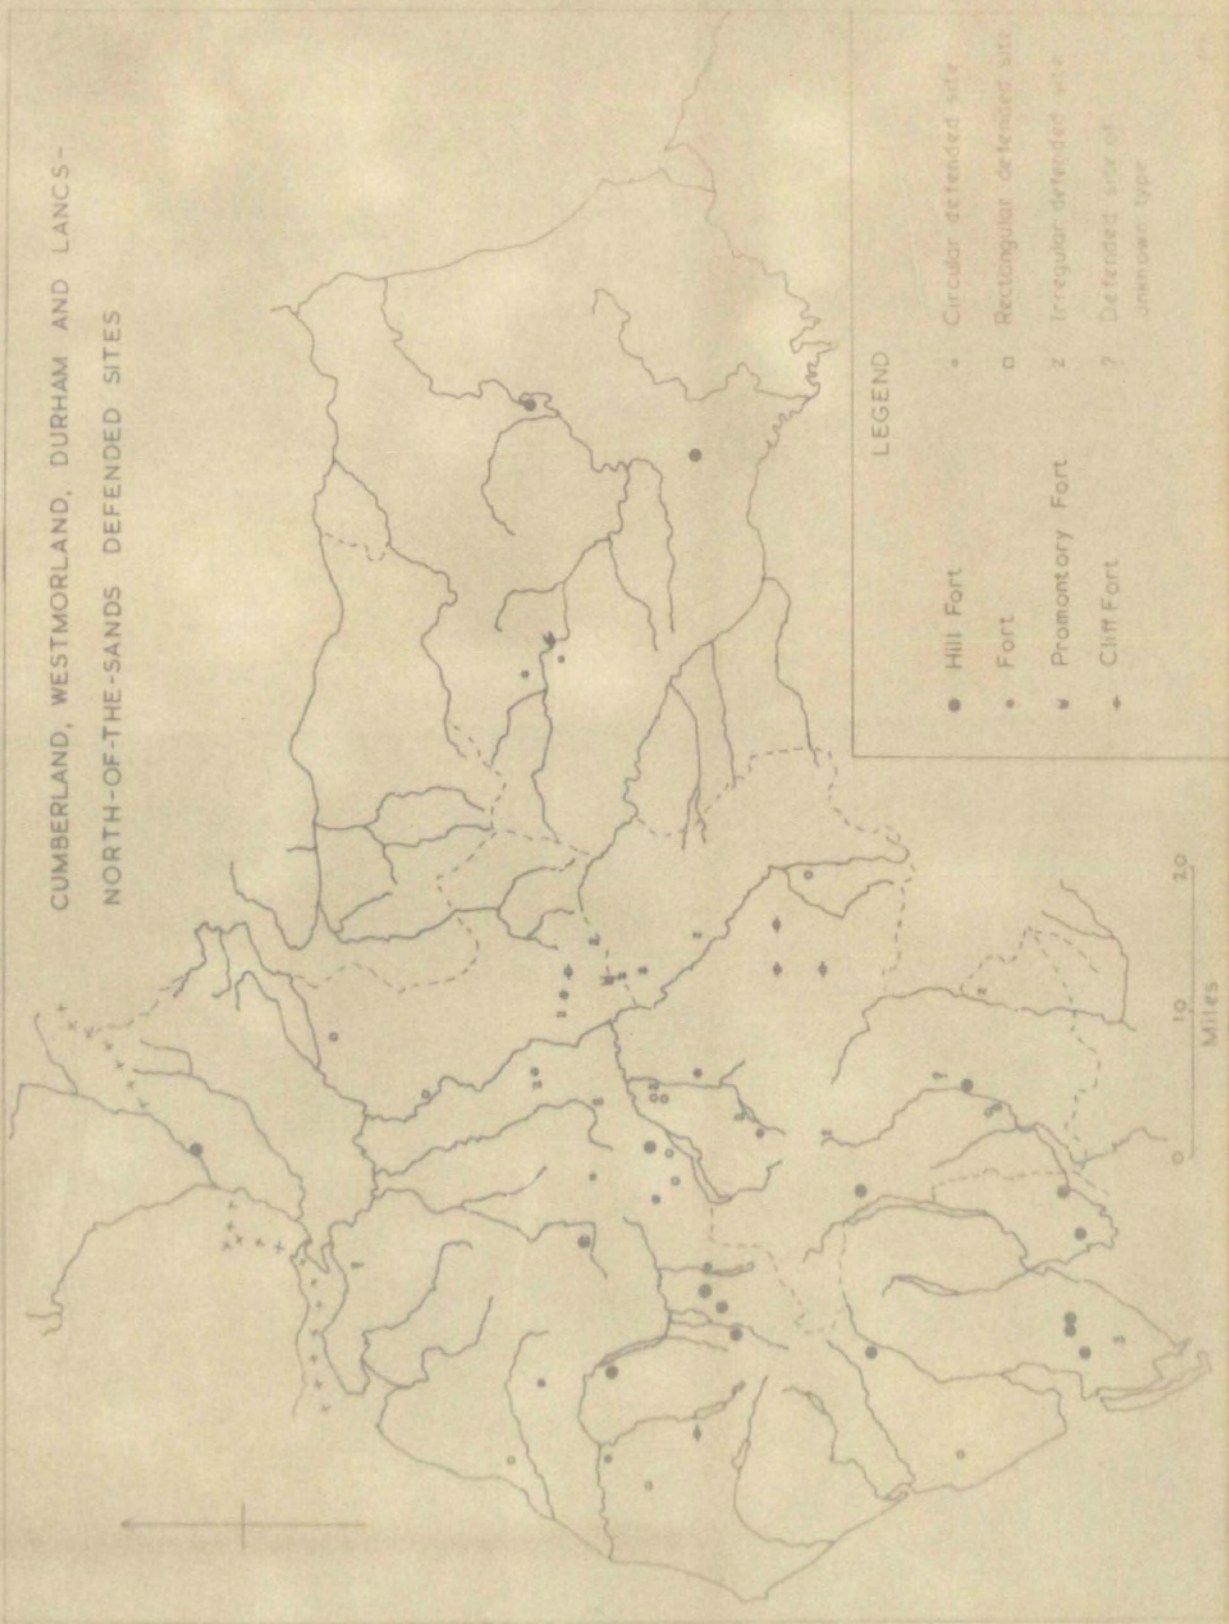 CUMBERLAND, WESTMORLAND, DURHAM AND LANCS-
NORTH-OF-THE-SANDS DEFENDED SITES
LEGEND
Hill Fort
Fort
Promontory Fort
Cliff Fort
Circular defended site
Rectangular defended site
Z Irregular defended site
? Defended site of
unknown type
0 10 20
Miles